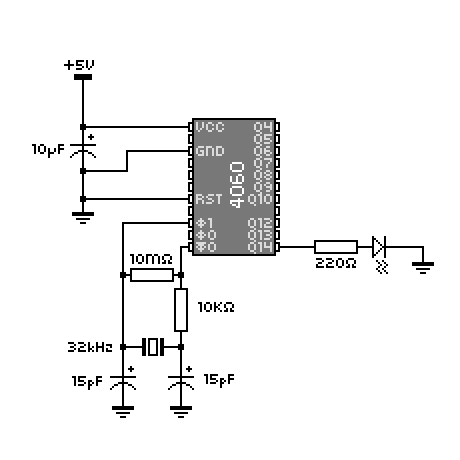 +5V
VCC Q4
Q5
10µF
GND Q6
Q7
Q8
4060
Q9
RST Q10
Φ1 Q12
Φ0 Q13
Φ̅0 Q14
10MΩ
220Ω
10KΩ
32kHz
+ +
15pF 15pF